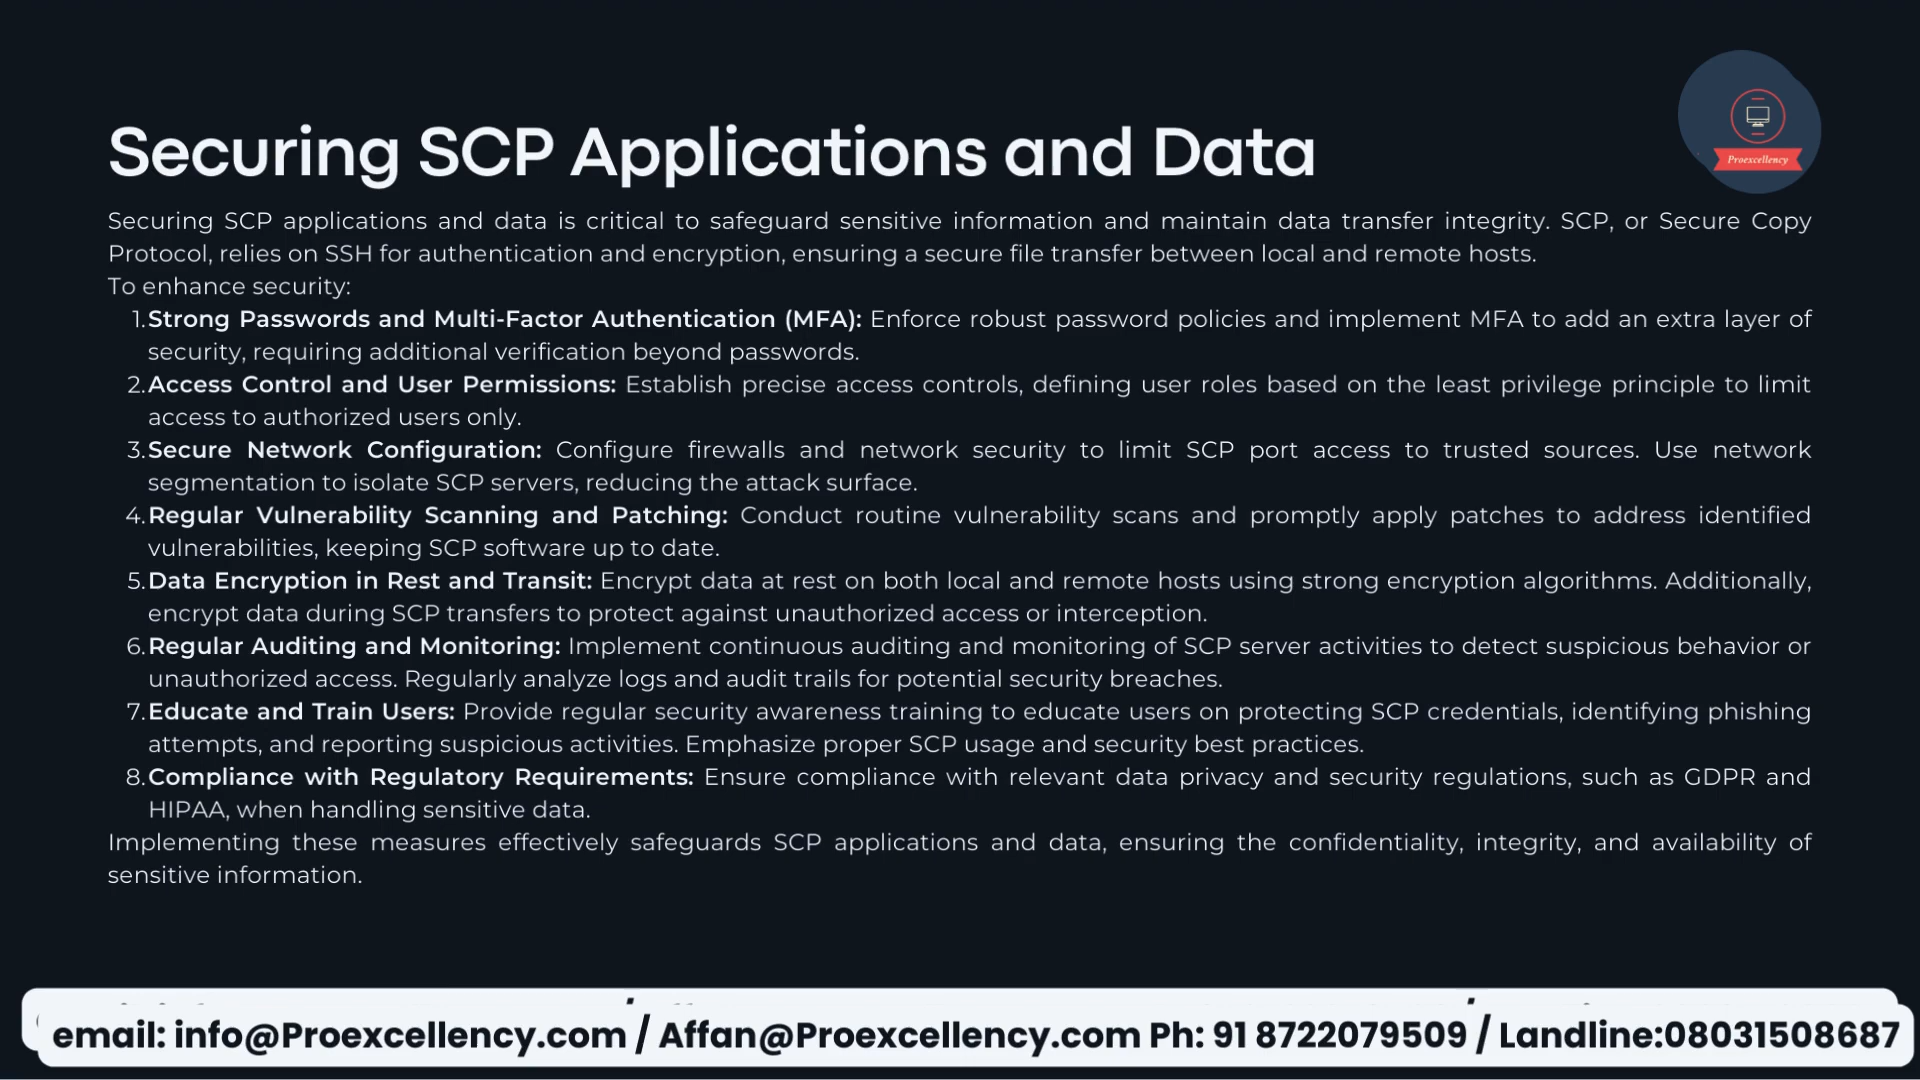 Securing SCP Applications and Data
Proexcellency
Securing SCP applications and data is critical to safeguard sensitive information and maintain data transfer integrity. SCP, or Secure Copy
Protocol, relies on SSH for authentication and encryption, ensuring a secure file transfer between local and remote hosts.
To enhance security:
1. Strong Passwords and Multi-Factor Authentication (MFA): Enforce robust password policies and implement MFA to add an extra layer of
security, requiring additional verification beyond passwords.
2. Access Control and User Permissions: Establish precise access controls, defining user roles based on the least privilege principle to limit
access to authorized users only.
3. Secure Network Configuration: Configure firewalls and network security to limit SCP port access to trusted sources. Use network
segmentation to isolate SCP servers, reducing the attack surface.
4. Regular Vulnerability Scanning and Patching: Conduct routine vulnerability scans and promptly apply patches to address identified
vulnerabilities, keeping SCP software up to date.
5. Data Encryption in Rest and Transit: Encrypt data at rest on both local and remote hosts using strong encryption algorithms. Additionally,
encrypt data during SCP transfers to protect against unauthorized access or interception.
6. Regular Auditing and Monitoring: Implement continuous auditing and monitoring of SCP server activities to detect suspicious behavior or
unauthorized access. Regularly analyze logs and audit trails for potential security breaches.
7. Educate and Train Users: Provide regular security awareness training to educate users on protecting SCP credentials, identifying phishing
attempts, and reporting suspicious activities. Emphasize proper SCP usage and security best practices.
8. Compliance with Regulatory Requirements: Ensure compliance with relevant data privacy and security regulations, such as GDPR and
HIPAA, when handling sensitive data.
Implementing these measures effectively safeguards SCP applications and data, ensuring the confidentiality, integrity, and availability of
sensitive information.
email: info@Proexcellency.com / Affan@Proexcellency.com Ph: 91 8722079509 / Landline:08031508687